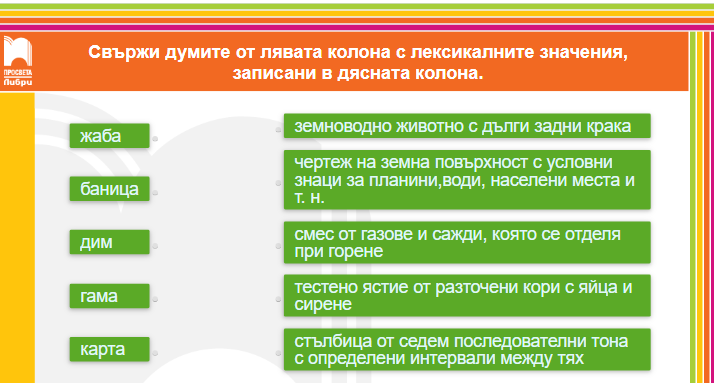 Свържи думите от лявата колона с лексикалните значения,
записани в дясната колона.
ПРОСВЕТА
Либри
жаба
земноводно животно с дълги задни крака
баница
чертеж на земна повърхност с условни
знаци за планини,води, населени места и
т. н.
дим
смес от газове и сажди, която се отделя
при горене
гама
тестено ястие от разточени кори с яйца и
сирене
карта
стълбица от седем последователни тона
с определени интервали между тях